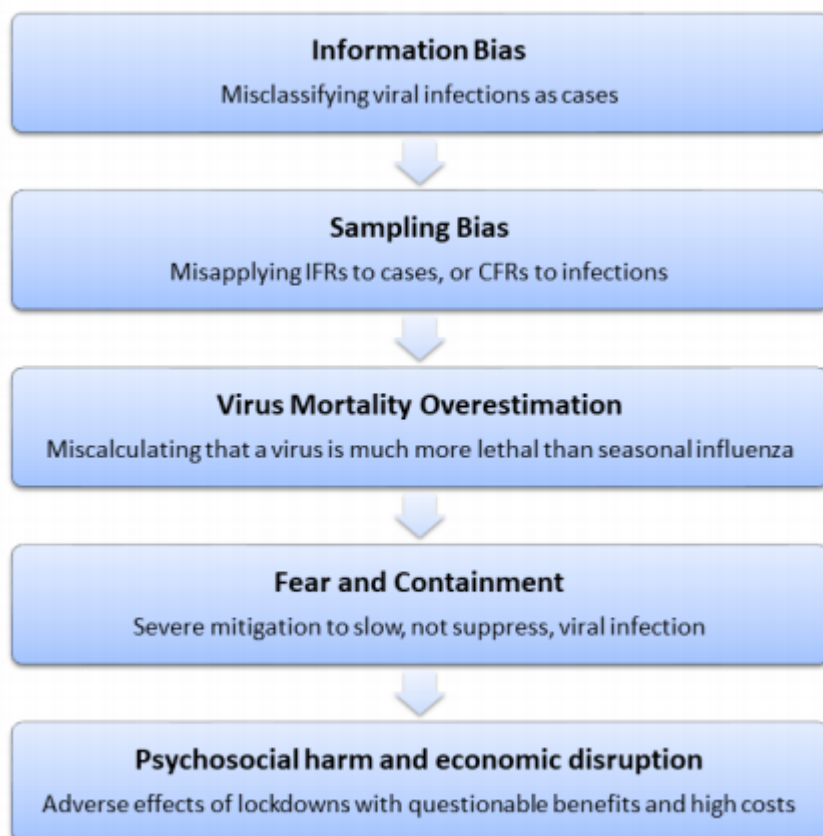 Information Bias
Misclassifying viral infections as cases
Sampling Bias
Misapplying IFRs to cases, or CFRs to infections
Virus Mortality Overestimation
Miscalculating that a virus is much more lethal than seasonal influenza
Fear and Containment
Severe mitigation to slow, not suppress, viral infection
Psychosocial harm and economic disruption
Adverse effects of lockdowns with questionable benefits and high costs